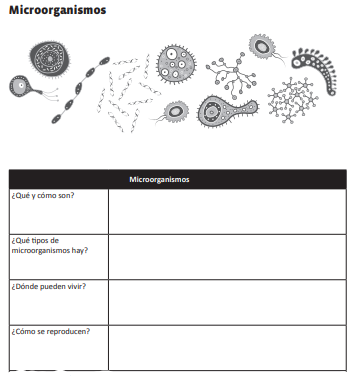 Microorganismos
Microorganismos
¿Qué y cómo son?
¿Qué tipos de
microorganismos hay?
¿Dónde pueden vivir?
¿Cómo se reproducen?